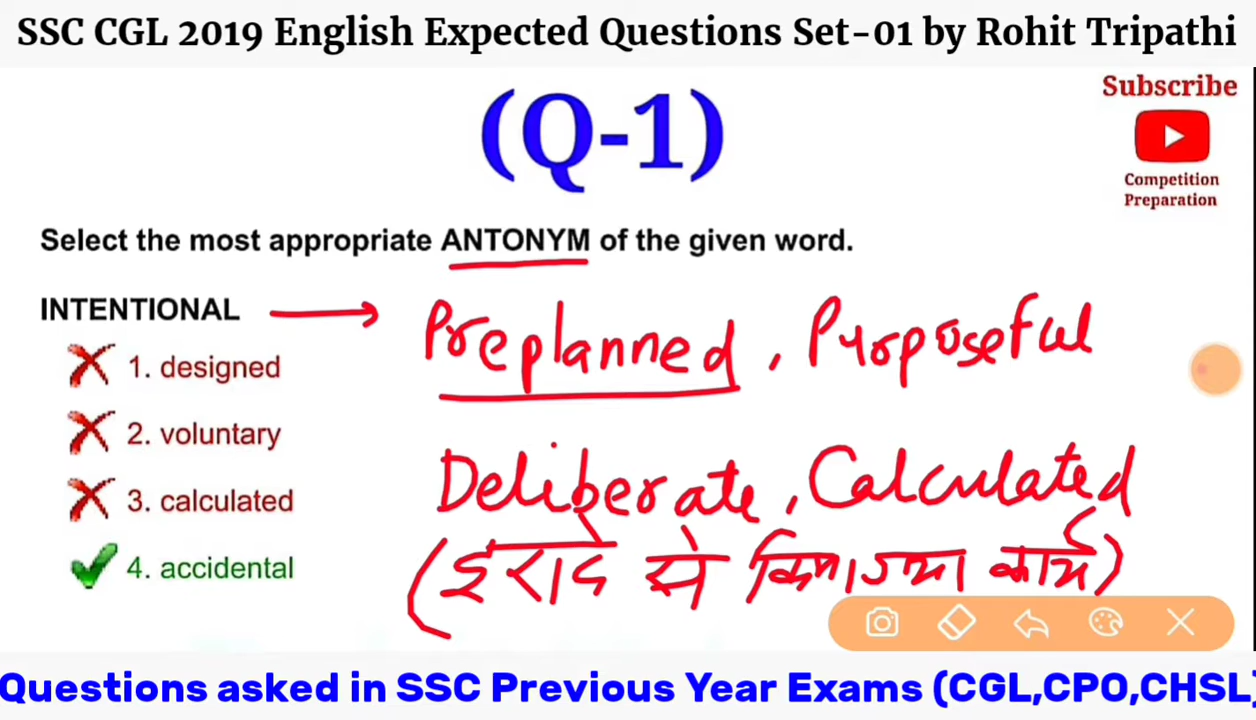 SSC CGL 2019 English Expected Questions Set-01 by Rohit Tripathi
(Q-1)
Subscribe
Competition
Preparation
Select the most appropriate ANTONYM of the given word.
INTENTIONAL → Preplanned, Purposeful
1. designed
2. voluntary
Deliberate, Calculated
3. calculated
4. accidental
(इरादे से किया गया कार्य)
Questions asked in SSC Previous Year Exams (CGL,CPO,CHSL)